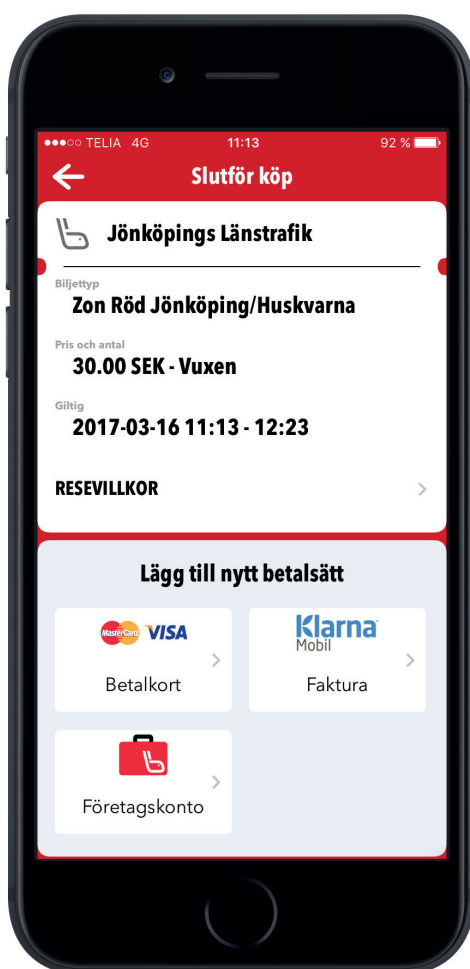 TELIA 4G 11:13 92 %
Slutför köp
Jönköpings Länstrafik
Biljettyp
Zon Röd Jönköping/Huskvarna
Pris och antal
30.00 SEK - Vuxen
Giltig
2017-03-16 11:13 - 12:23
RESEVILLKOR
Lägg till nytt betalsätt
MasterCard VISA
Betalkort
Klarna
Mobil
Faktura
Företagskonto